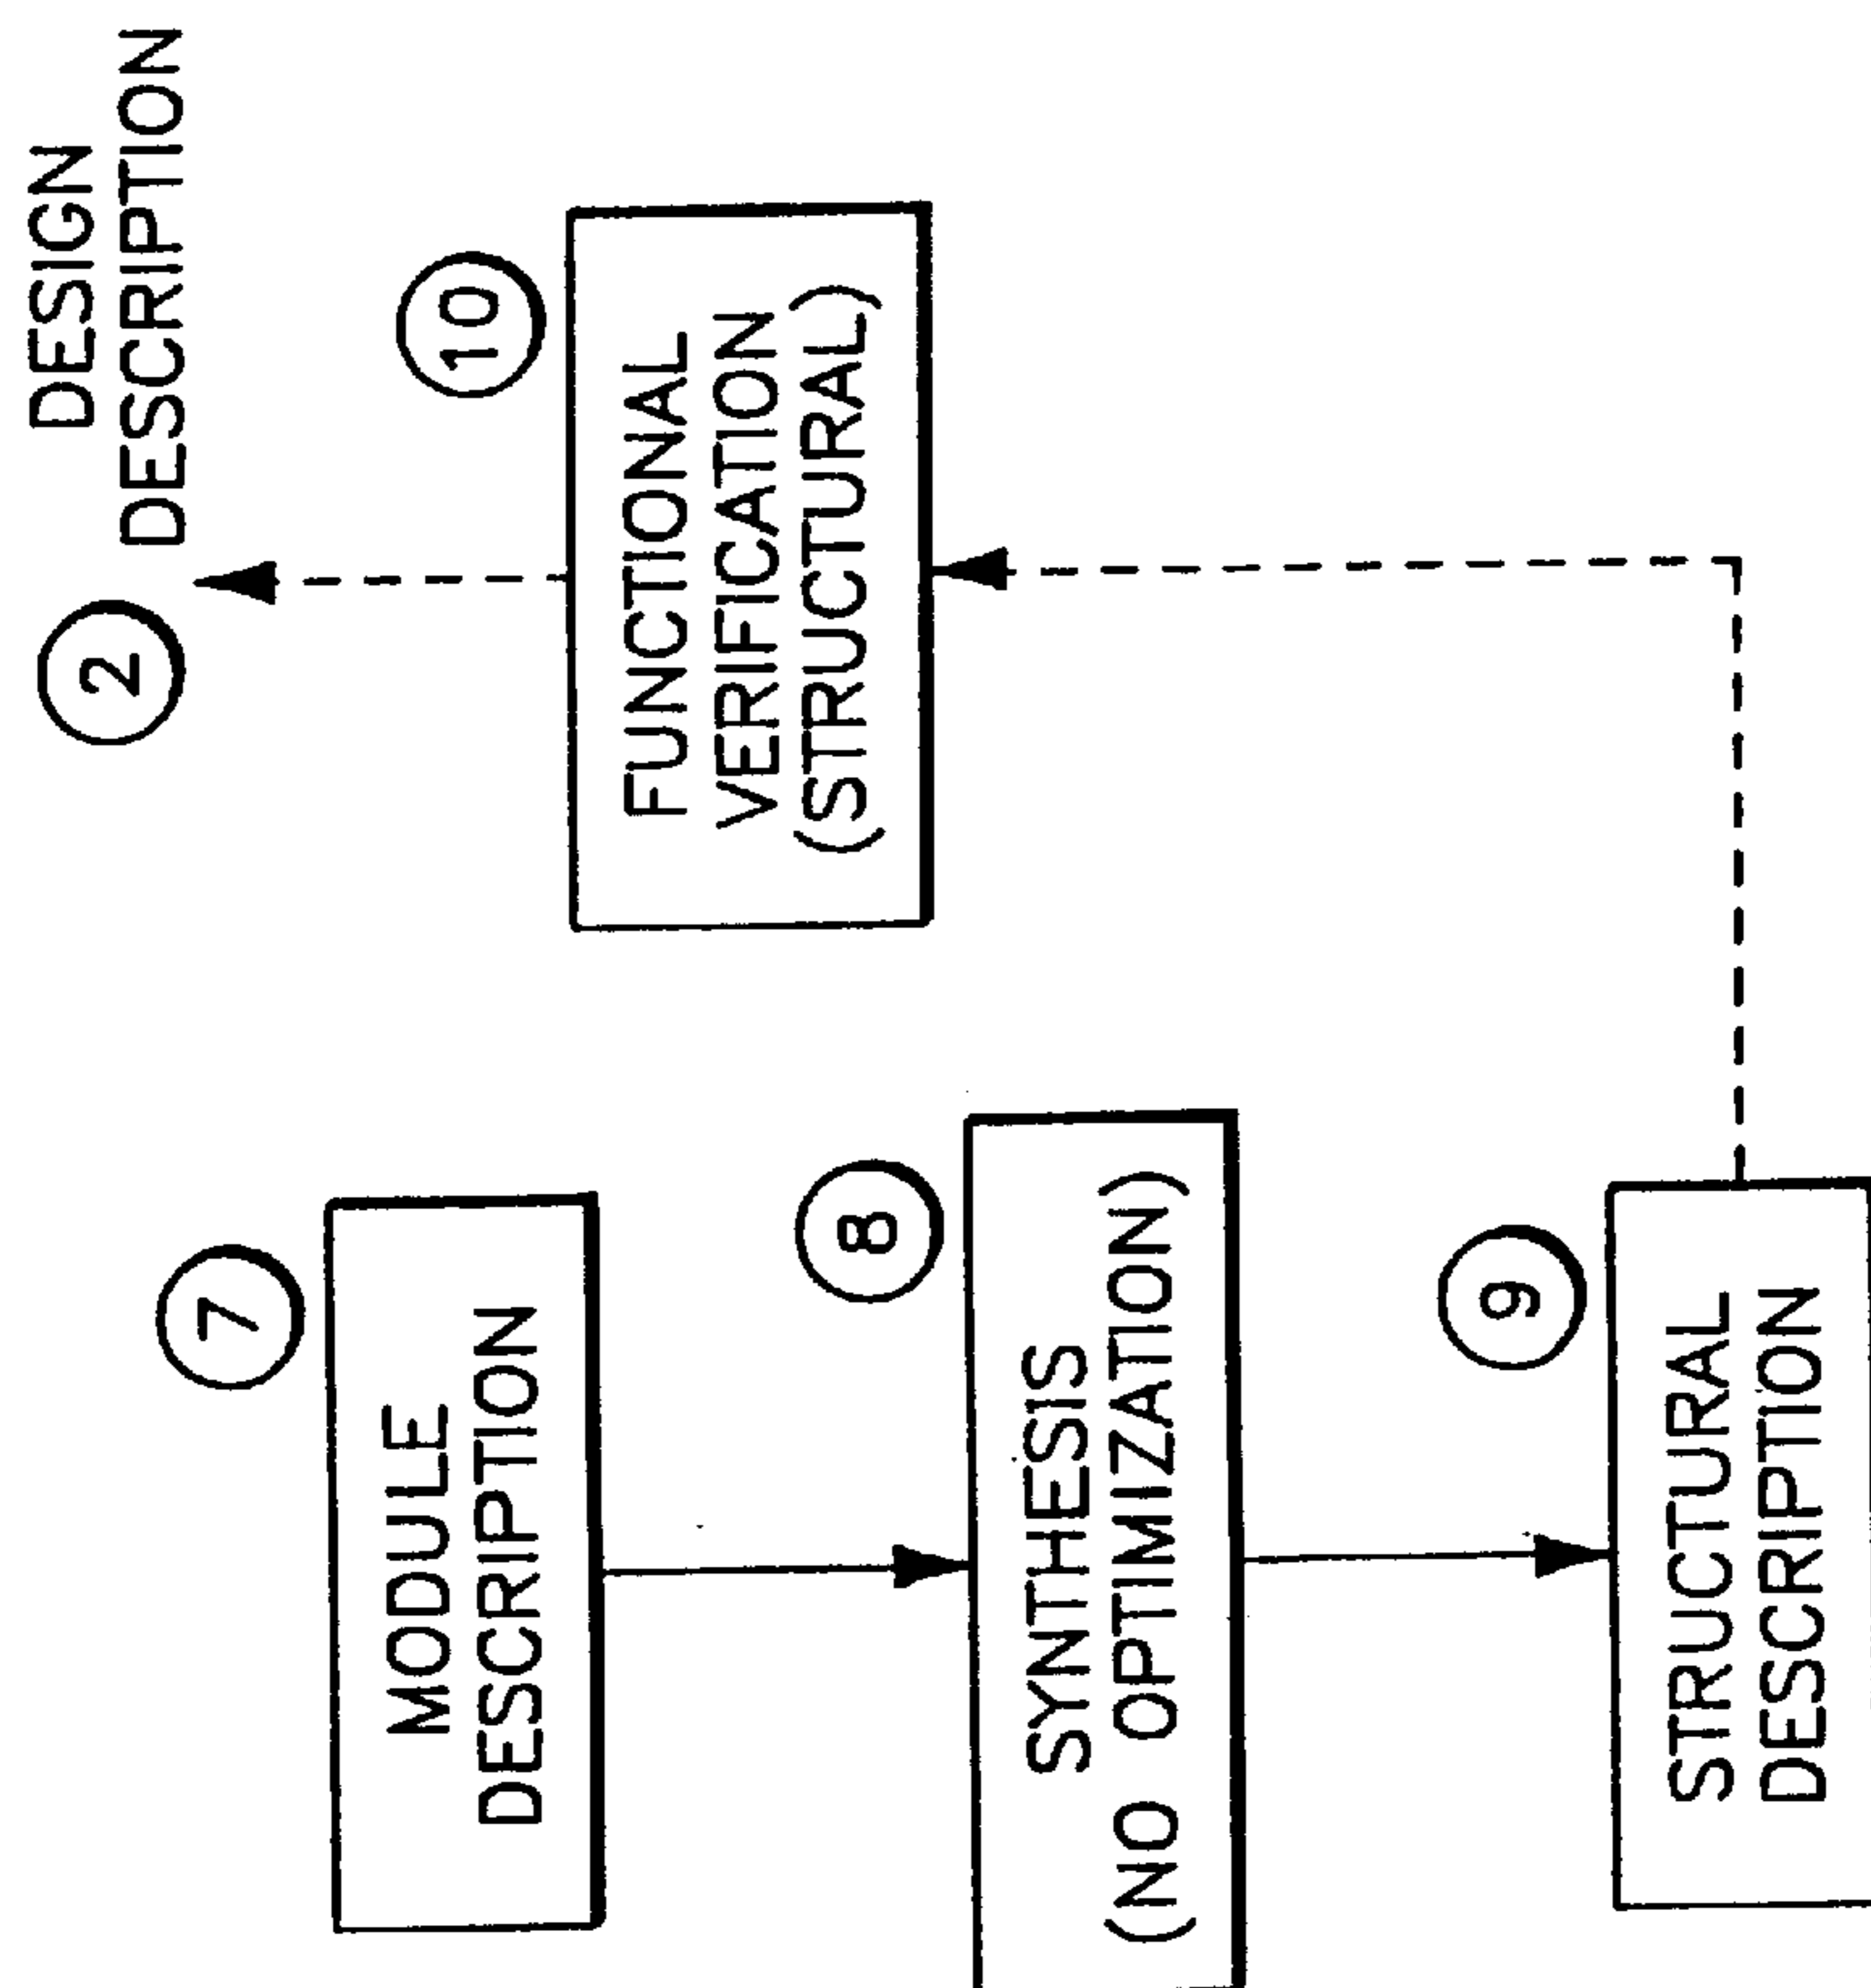 2
DESIGN
DESCRIPTION
7
MODULE
DESCRIPTION
8
SYNTHESIS
(NO OPTIMIZATION)
9
STRUCTURAL
DESCRIPTION
10
FUNCTIONAL
VERIFICATION
(STRUCTURAL)